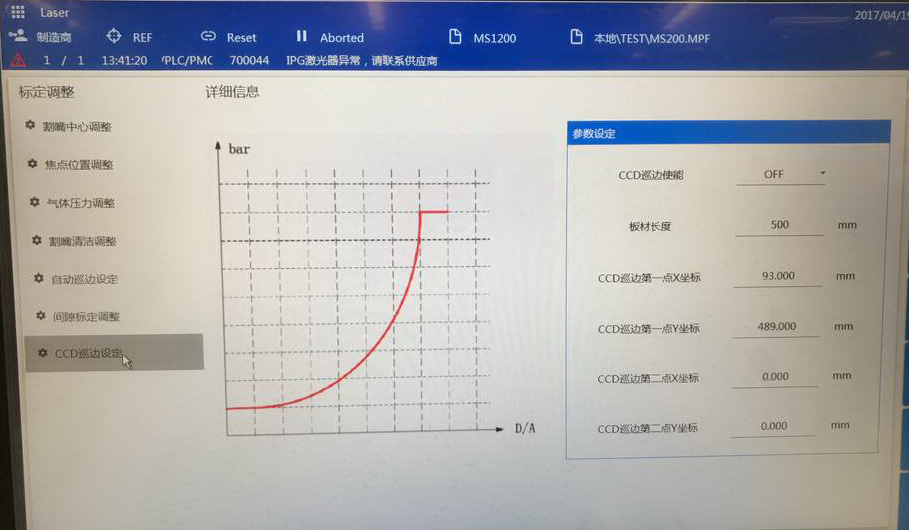 Laser
2017/04/19
制造商 REF Reset Aborted MS1200 本地\TEST\MS200.MPF
1 / 1 13:41:20 /PLC/PMC 700044 IPG激光器异常，请联系供应商
标定调整
割嘴中心调整
焦点位置调整
气体压力调整
割嘴清洁调整
自动巡边设定
间隙标定调整
CCD巡边设定
详细信息
bar
D/A
参数设定
CCD巡边使能 OFF
板材长度 500 mm
CCD巡边第一点X坐标 93.000 mm
CCD巡边第一点Y坐标 489.000 mm
CCD巡边第二点X坐标 0.000 mm
CCD巡边第二点Y坐标 0.000 mm